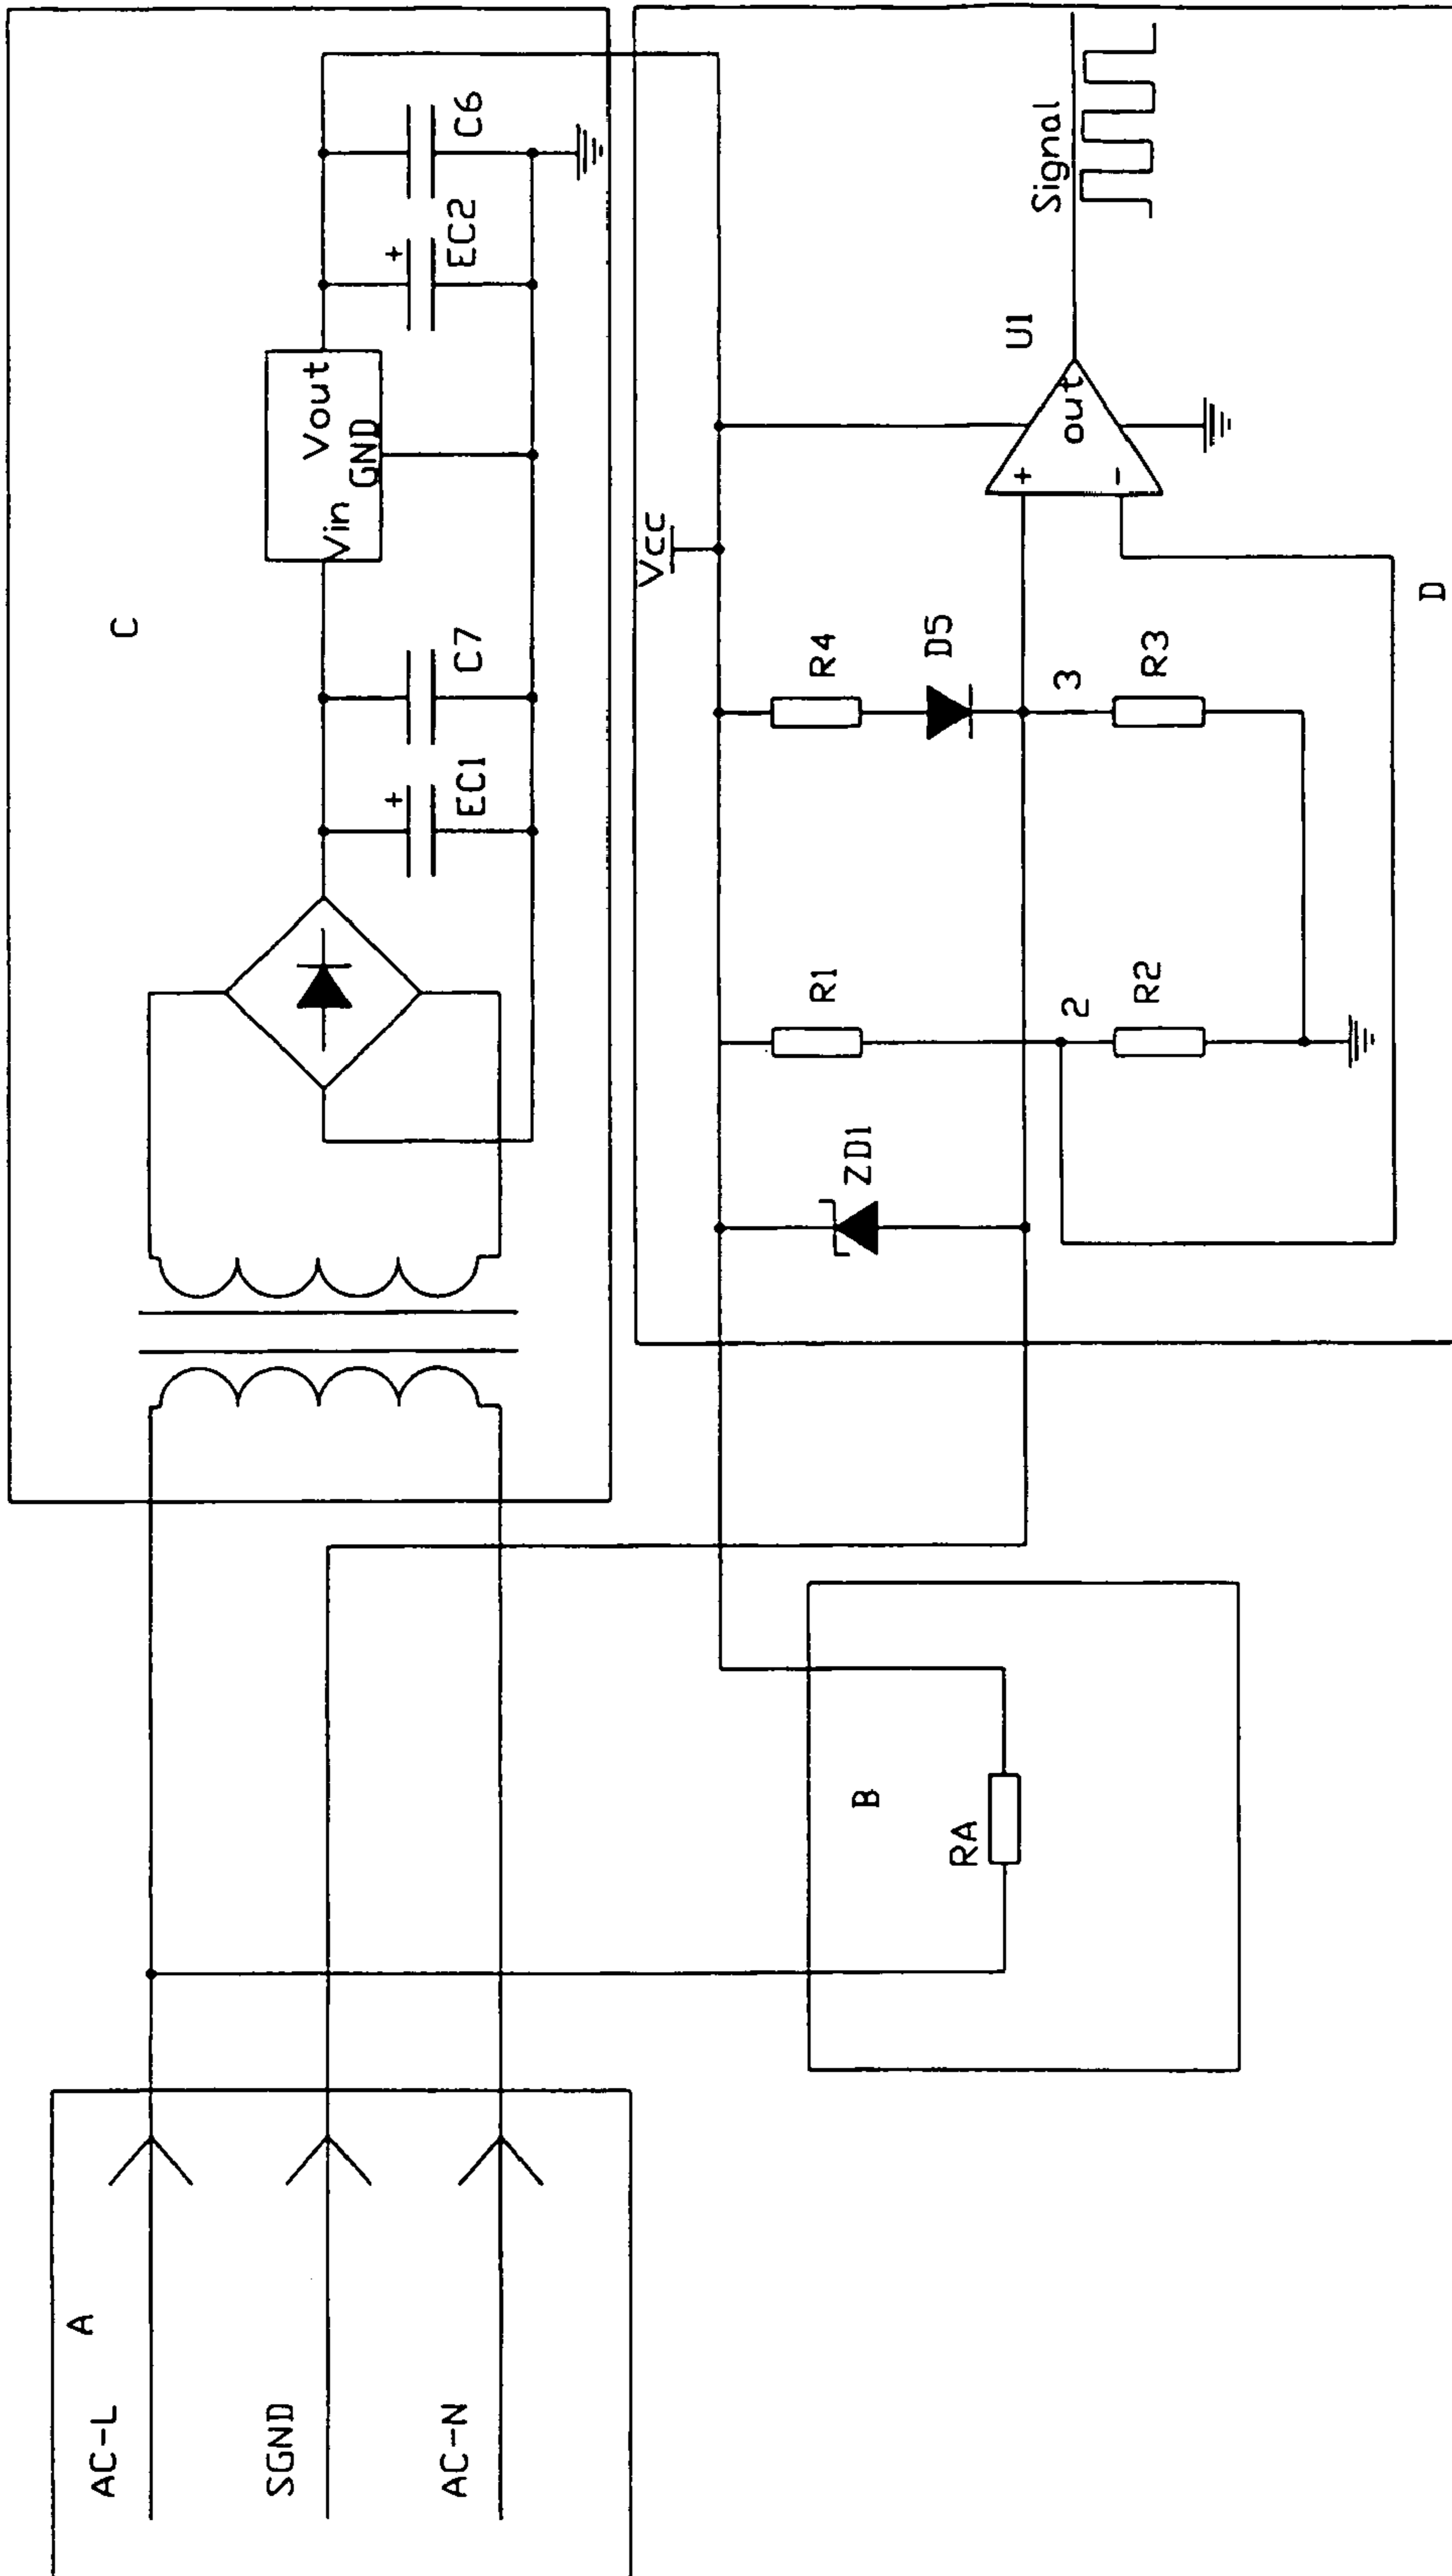 A
AC-L
SGND
AC-N
B
RA
C
EC1
+
C7
Vin
Vout
GND
EC2
+
C6
Vcc
ZD1
R1
2
R2
R4
D5
3
R3
+
-
out
U1
Signal
D